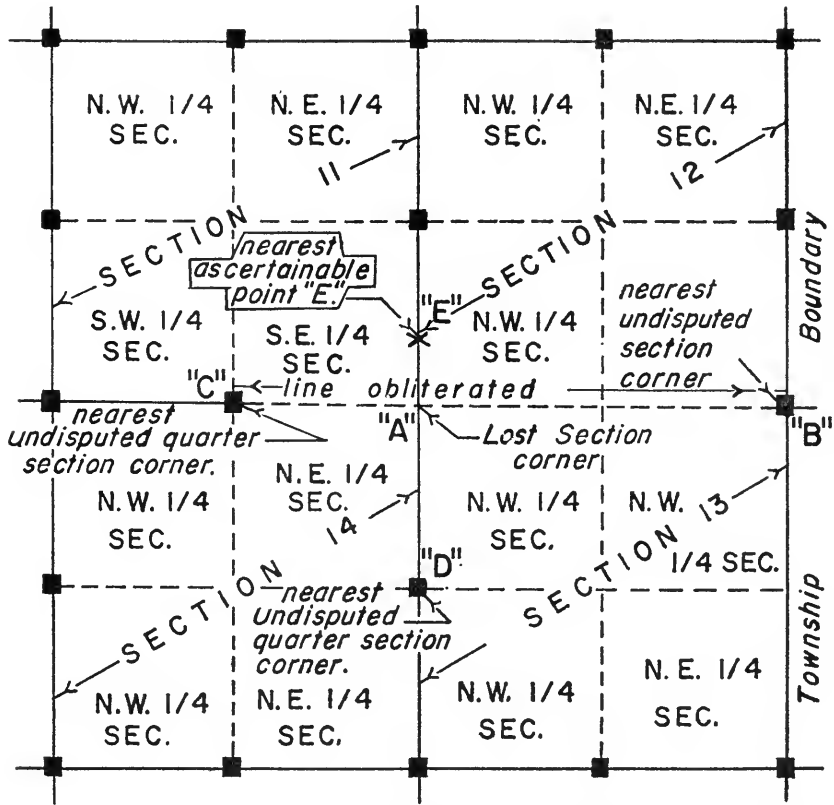 N. W. 1/4
SEC.
N. E. 1/4
SEC.
N. W. 1/4
SEC.
N.E. 1/4
SEC.
11
12
SECTION
SECTION
nearest
ascertainable
point "E".
"E"
S.W. 1/4
SEC.
S.E. 1/4
SEC.
N.W. 1/4
SEC.
nearest
undisputed
section
corner
Boundary
"C"
line obliterated
"A"
"B"
nearest
undisputed quarter
section corner.
Lost Section
corner
N.W. 1/4
SEC.
N.E. 1/4
SEC.
14
N.W. 1/4
SEC.
N.W.
1/4 SEC.
13
SECTION
SECTION
"D"
nearest
Undisputed
quarter section
corner.
Township
N.W. 1/4
SEC.
N.E. 1/4
SEC.
N.W. 1/4
SEC.
N.E. 1/4
SEC.